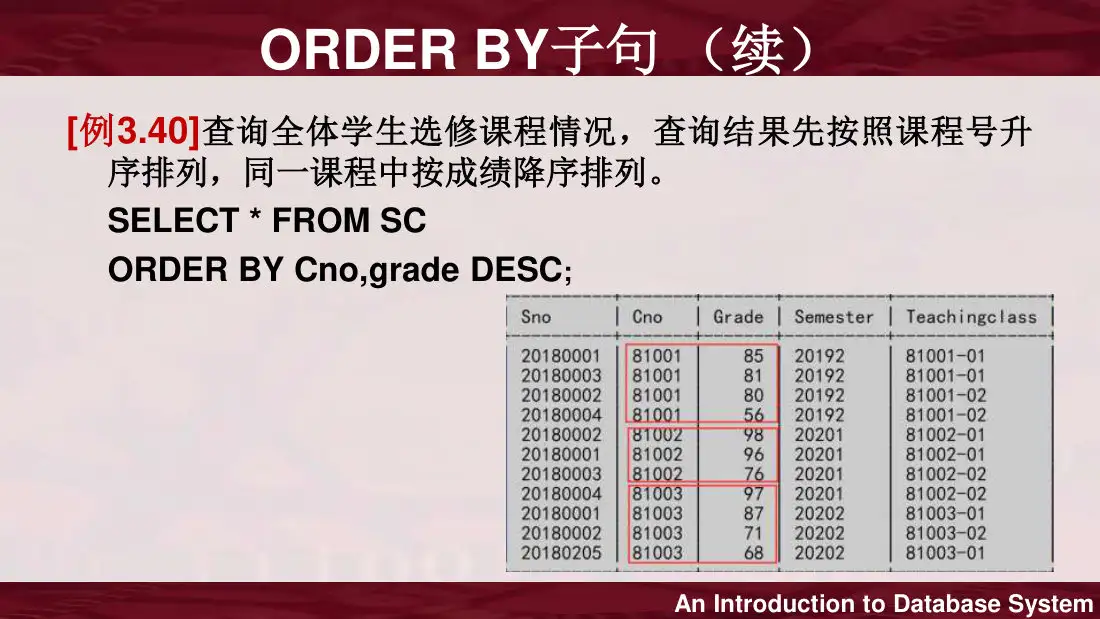 ORDER BY子句 （续）
[例3.40]查询全体学生选修课程情况，查询结果先按照课程号升
序排列，同一课程中按成绩降序排列。
SELECT * FROM SC
ORDER BY Cno,grade DESC;
Sno Cno Grade Semester Teachingclass
20180001 81001 85 20192 81001-01
20180003 81001 81 20192 81001-01
20180002 81001 80 20192 81001-02
20180004 81001 56 20192 81001-02
20180002 81002 98 20201 81002-01
20180001 81002 96 20201 81002-01
20180003 81002 76 20201 81002-02
20180004 81003 97 20201 81002-02
20180001 81003 87 20202 81003-01
20180002 81003 71 20202 81003-02
20180205 81003 68 20202 81003-01
An Introduction to Database System